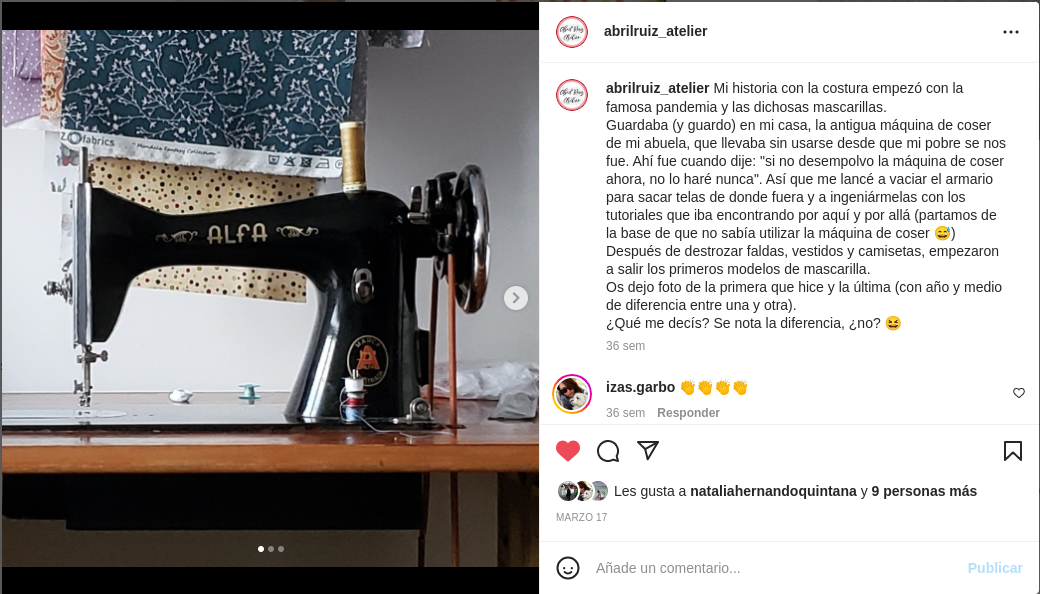 abrilruiz_atelier
abrilruiz_atelier Mi historia con la costura empezó con la
famosa pandemia y las dichosas mascarillas.
Guardaba (y guardo) en mi casa, la antigua máquina de coser
de mi abuela, que llevaba sin usarse desde que mi pobre se nos
fue. Ahí fue cuando dije: "si no desempolvo la máquina de coser
ahora, no lo haré nunca". Así que me lancé a vaciar el armario
para sacar telas de donde fuera y a ingeniármelas con los
tutoriales que iba encontrando por aquí y por allá (partamos de
la base de que no sabía utilizar la máquina de coser 😅)
Después de destrozar faldas, vestidos y camisetas, empezaron
a salir los primeros modelos de mascarilla.
Os dejo foto de la primera que hice y la última (con año y medio
de diferencia entre una y otra).
¿Qué me decís? Se nota la diferencia, ¿no? 😆
36 sem
izas.garbo 👏👏👏👏
36 sem Responder
Les gusta a nataliahernandoquintana y 9 personas más
MARZO 17
Añade un comentario... Publicar
fabrics
ALFA
MARCA
A